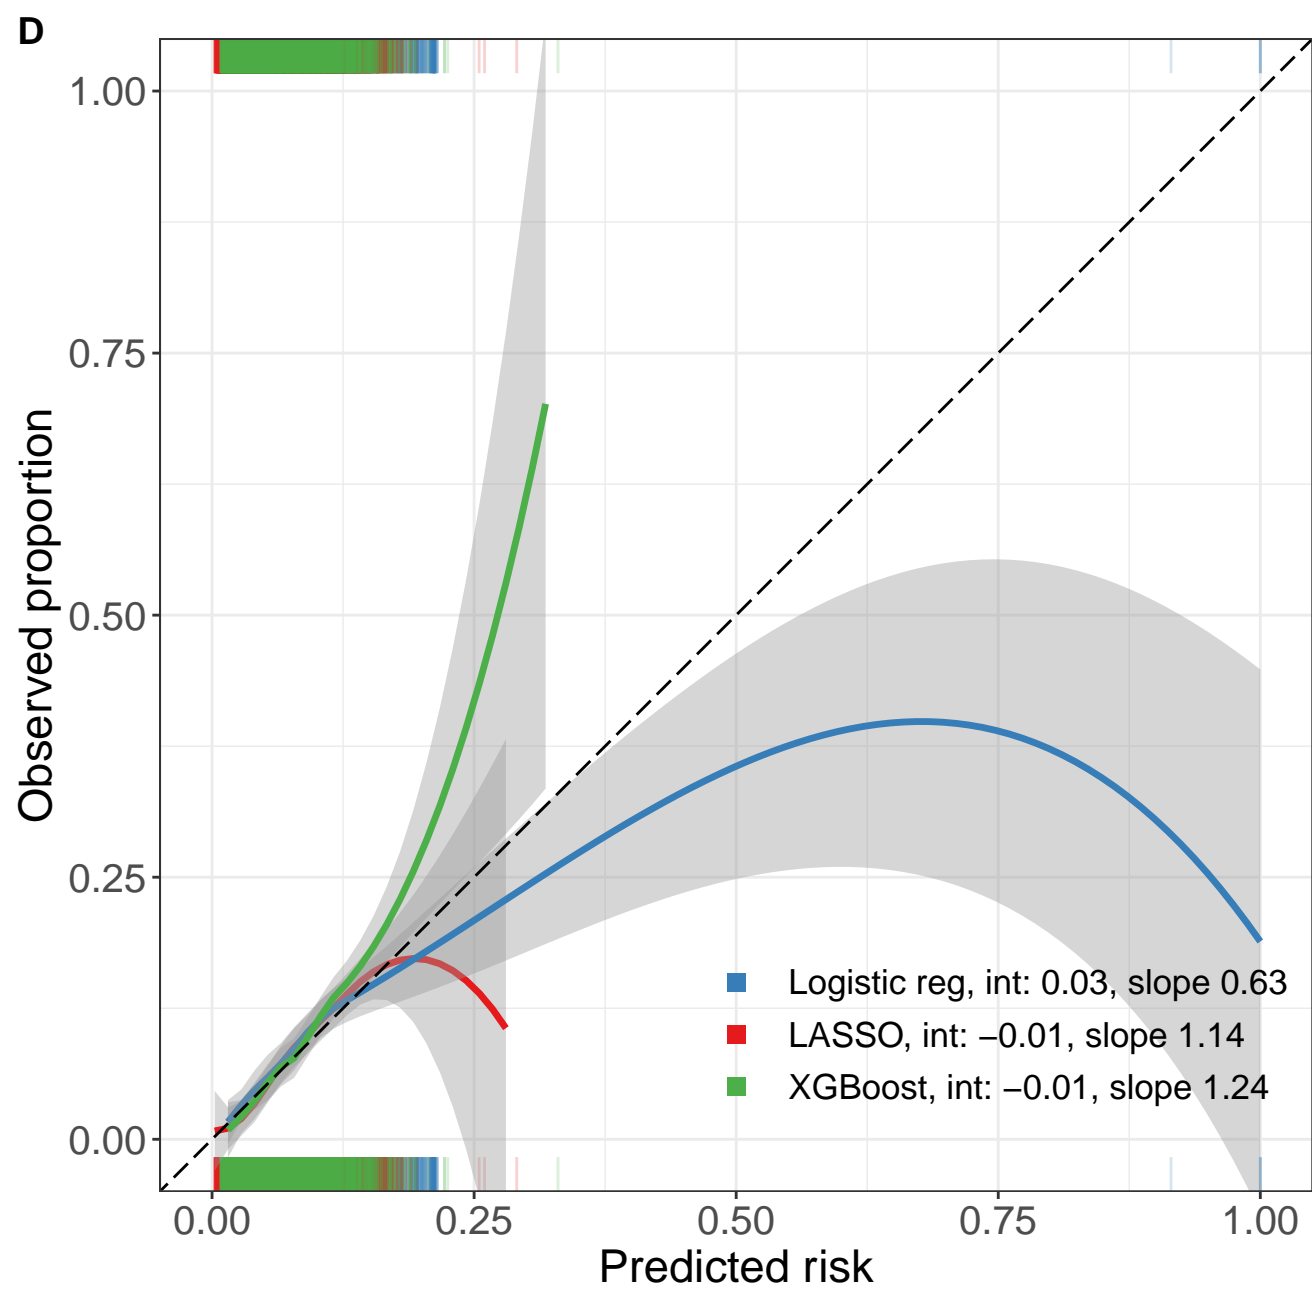 D
1.00
0.75
0.50
0.25
0.00
Observed proportion
Logistic reg, int: 0.03, slope 0.63
LASSO, int: −0.01, slope 1.14
XGBoost, int: −0.01, slope 1.24
0.00 0.25 0.50 0.75 1.00
Predicted risk